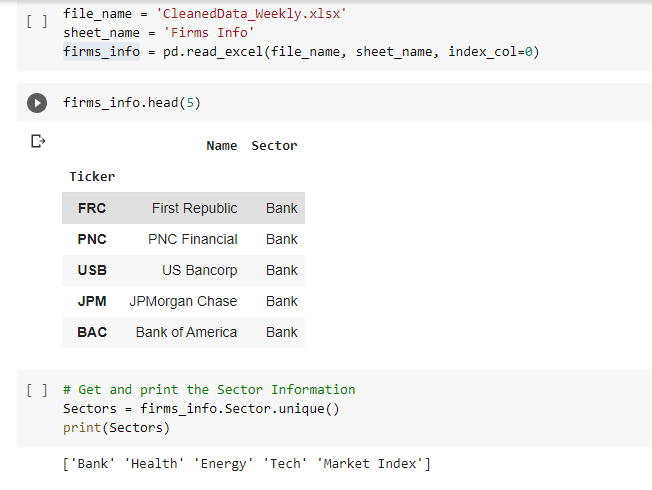 [ ] file_name = 'CleanedData_Weekly.xlsx'
sheet_name = 'Firms Info'
firms_info = pd.read_excel(file_name, sheet_name, index_col=0)
firms_info.head(5)
Name Sector
Ticker
FRC First Republic Bank
PNC PNC Financial Bank
USB US Bancorp Bank
JPM JPMorgan Chase Bank
BAC Bank of America Bank
[ ] # Get and print the Sector Information
Sectors = firms_info.Sector.unique()
print(Sectors)
['Bank' 'Health' 'Energy' 'Tech' 'Market Index']